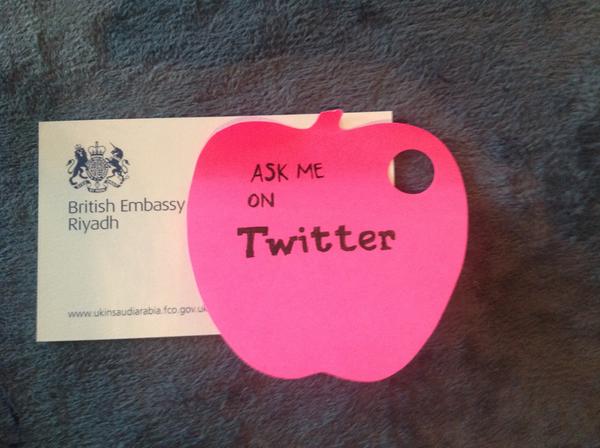 British Embassy
Riyadh
www.ukinsaudiarabia.fco.gov.uk
ASK ME
ON
Twitter